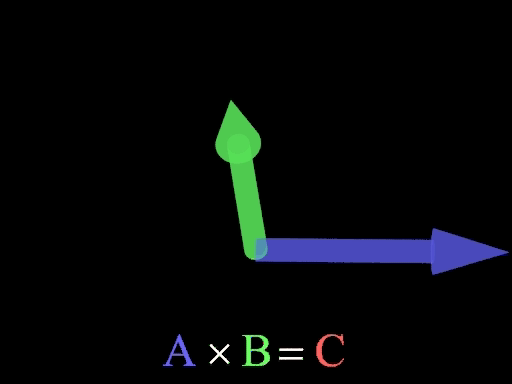 A × B = C